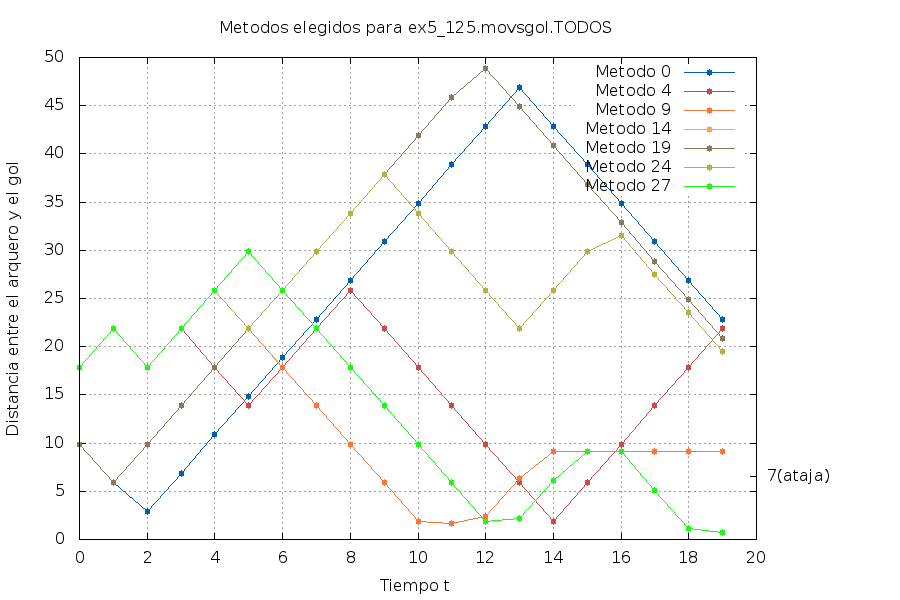 Metodos elegidos para ex5_125.movsgol.TODOS
Distancia entre el arquero y el gol
50
45
40
35
30
25
20
15
10
5
0
0 2 4 6 8 10 12 14 16 18 20
Tiempo t
7(ataja)
Metodo 0
Metodo 4
Metodo 9
Metodo 14
Metodo 19
Metodo 24
Metodo 27